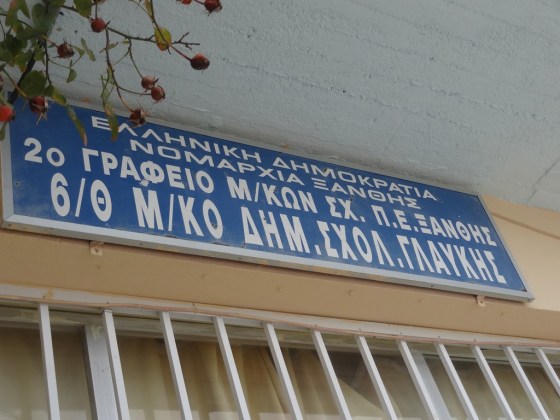 ΕΛΛΗΝΙΚΗ ΔΗΜΟΚΡΑΤΙΑ
ΝΟΜΑΡΧΙΑ ΞΑΝΘΗΣ
2ο ΓΡΑΦΕΙΟ Μ/ΚΩΝ ΣΧ. Π.Ε. ΞΑΝΘΗΣ
6/Θ Μ/ΚΟ ΔΗΜ. ΣΧΟΛ. ΓΛΑΥΚΗΣ